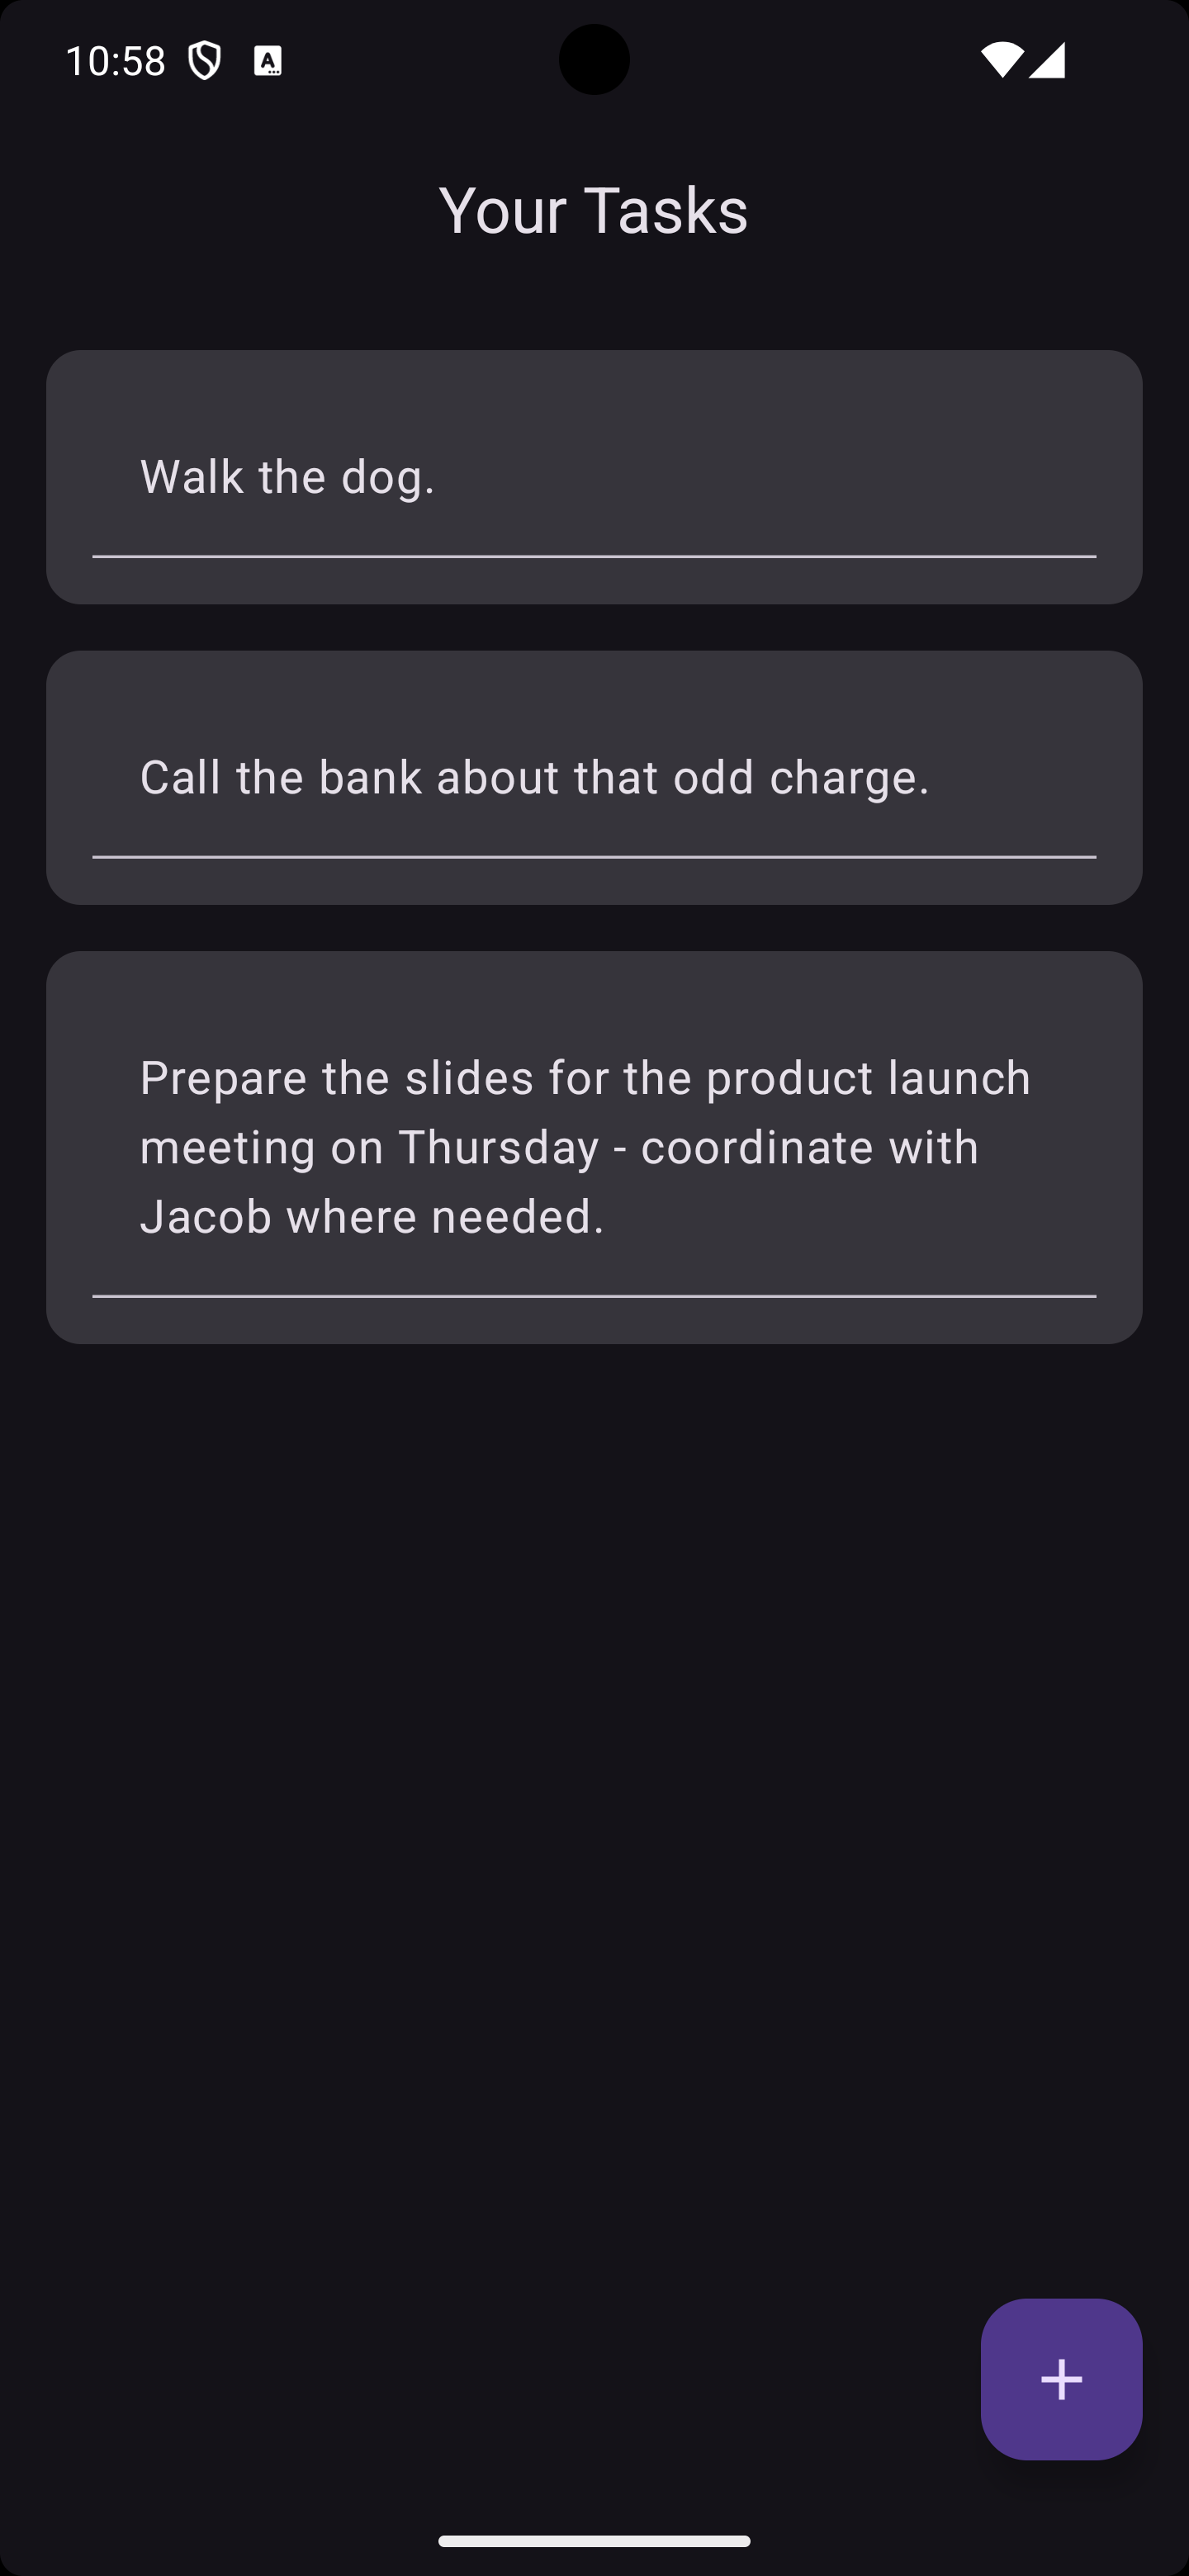 10:58
Your Tasks
Walk the dog.
Call the bank about that odd charge.
Prepare the slides for the product launch
meeting on Thursday - coordinate with
Jacob where needed.